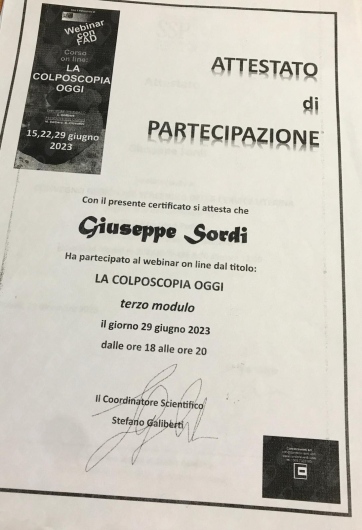 Webinar
con
FAD
Corso
on line:
LA
COLPOSCOPIA
OGGI
15,22,29 giugno
2023
ATTESTATO
di
PARTECIPAZIONE
Con il presente certificato si attesta che
Giuseppe Sordi
Ha partecipato al webinar on line dal titolo:
LA COLPOSCOPIA OGGI
terzo modulo
il giorno 29 giugno 2023
dalle ore 18 alle ore 20
Il Coordinatore Scientifico
Stefano Galiberti